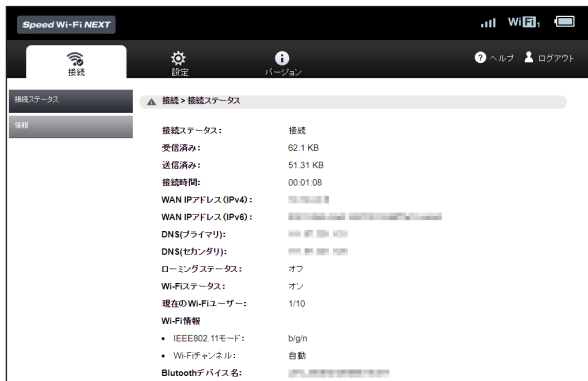 Speed Wi-Fi NEXT
WiFi 1
接続
設定
バージョン
? ヘルプ
ログアウト
接続ステータス
情報
接続 > 接続ステータス
接続ステータス: 接続
受信済み: 62.1 KB
送信済み: 51.31 KB
接続時間: 00:01:08
WAN IPアドレス(IPv4):
WAN IPアドレス(IPv6):
DNS(プライマリ):
DNS(セカンダリ):
ローミングステータス: オフ
Wi-Fiステータス: オン
現在のWi-Fiユーザー: 1/10
Wi-Fi情報
• IEEE802.11モード: b/g/n
• Wi-Fiチャンネル: 自動
Blutoothデバイス名: